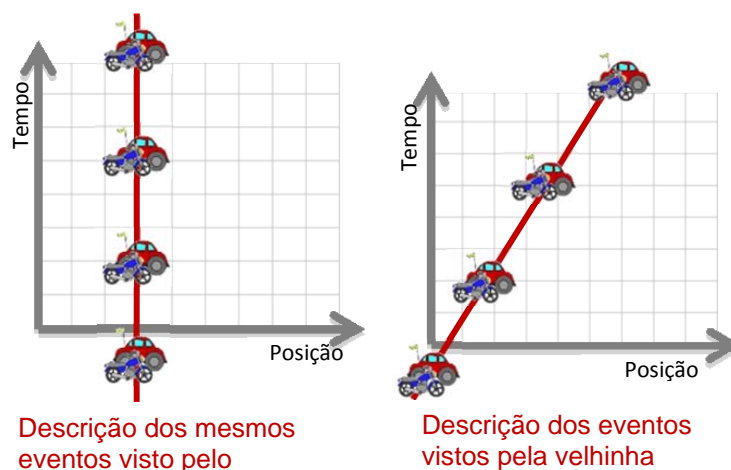 Tempo
Posição
Descrição dos mesmos
eventos visto pelo
Tempo
Posição
Descrição dos eventos
vistos pela velhinha